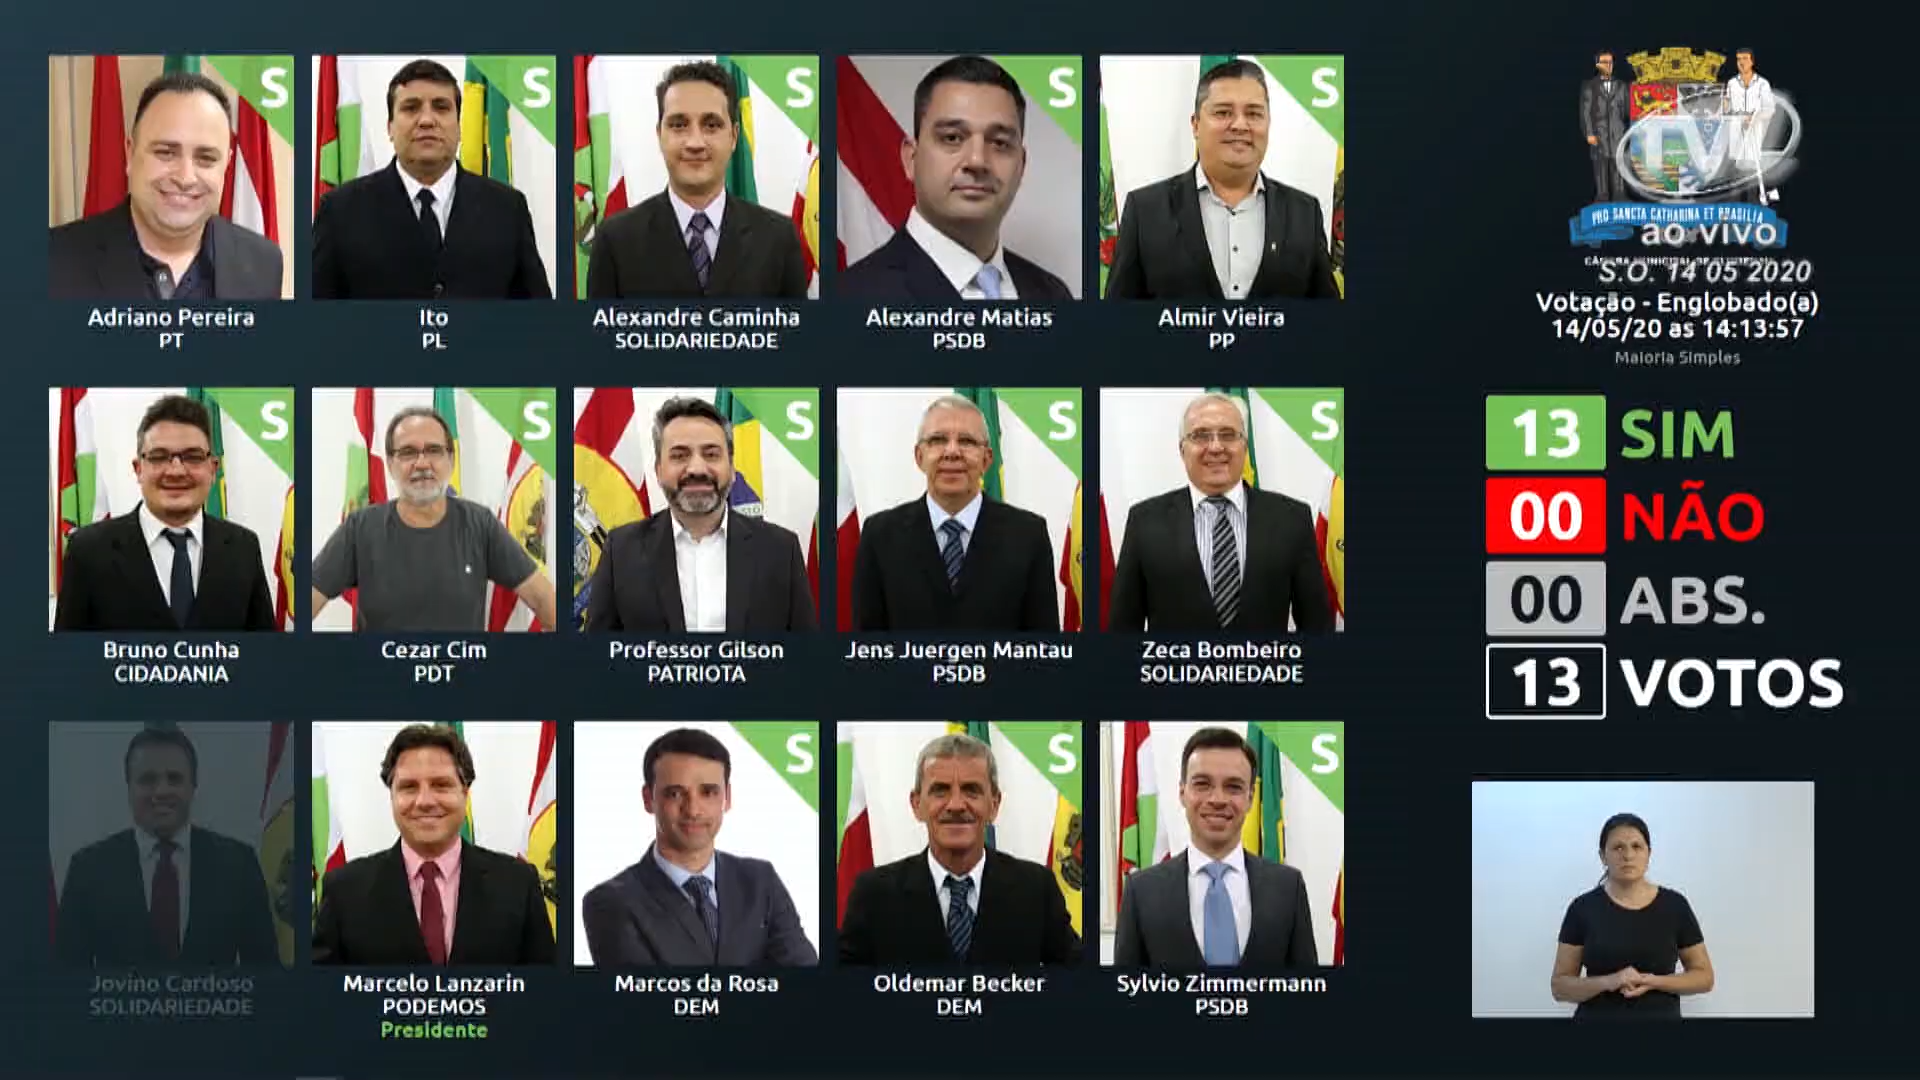 S
S
S
S
S
Adriano Pereira
PT
Ito
PL
Alexandre Caminha
SOLIDARIEDADE
Alexandre Matias
PSDB
Almir Vieira
PP
S
S
S
S
S
Bruno Cunha
CIDADANIA
Cezar Cim
PDT
Professor Gilson
PATRIOTA
Jens Juergen Mantau
PSDB
Zeca Bombeiro
SOLIDARIEDADE
S
S
S
Jovino Cardoso
SOLIDARIEDADE
Marcelo Lanzarin
PODEMOS
Presidente
Marcos da Rosa
DEM
Oldemar Becker
DEM
Sylvio Zimmermann
PSDB
TVL
PRO SANCTA CATHARINA ET BRASILIA
ao vivo
S.O. 14 05 2020
Votação - Englobado(a)
14/05/20 as 14:13:57
Maioria Simples
13 SIM
00 NÃO
00 ABS.
13 VOTOS